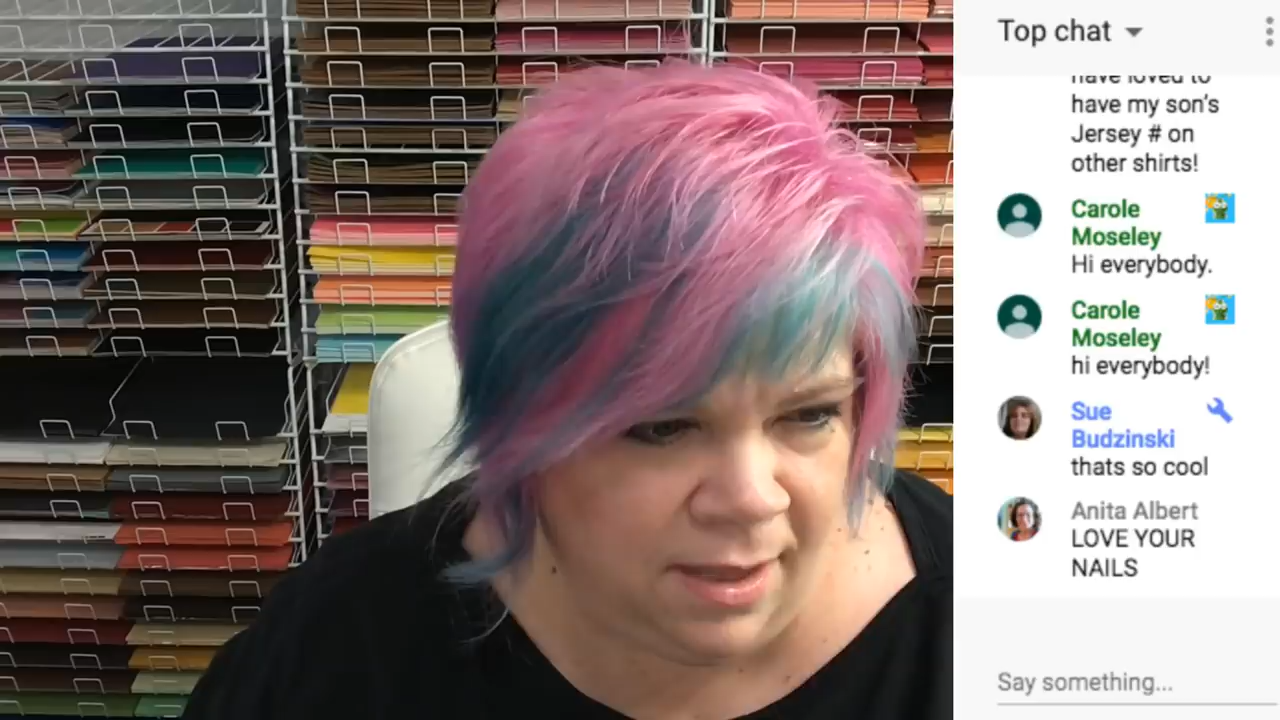 Top chat
have loved to
have my son's
Jersey # on
other shirts!
Carole
Moseley
Hi everybody.
Carole
Moseley
hi everybody!
Sue
Budzinski
thats so cool
Anita Albert
LOVE YOUR
NAILS
Say something...